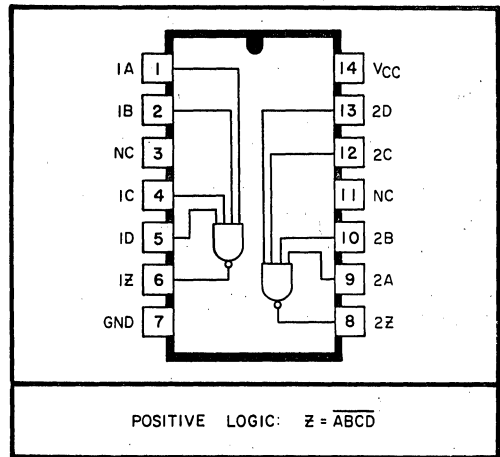 1A 1 14 VCC
1B 2 13 2D
NC 3 12 2C
1C 4 11 NC
1D 5 10 2B
1Z 6 9 2A
GND 7 8 2Z
POSITIVE LOGIC: Z = A̅B̅C̅D̅